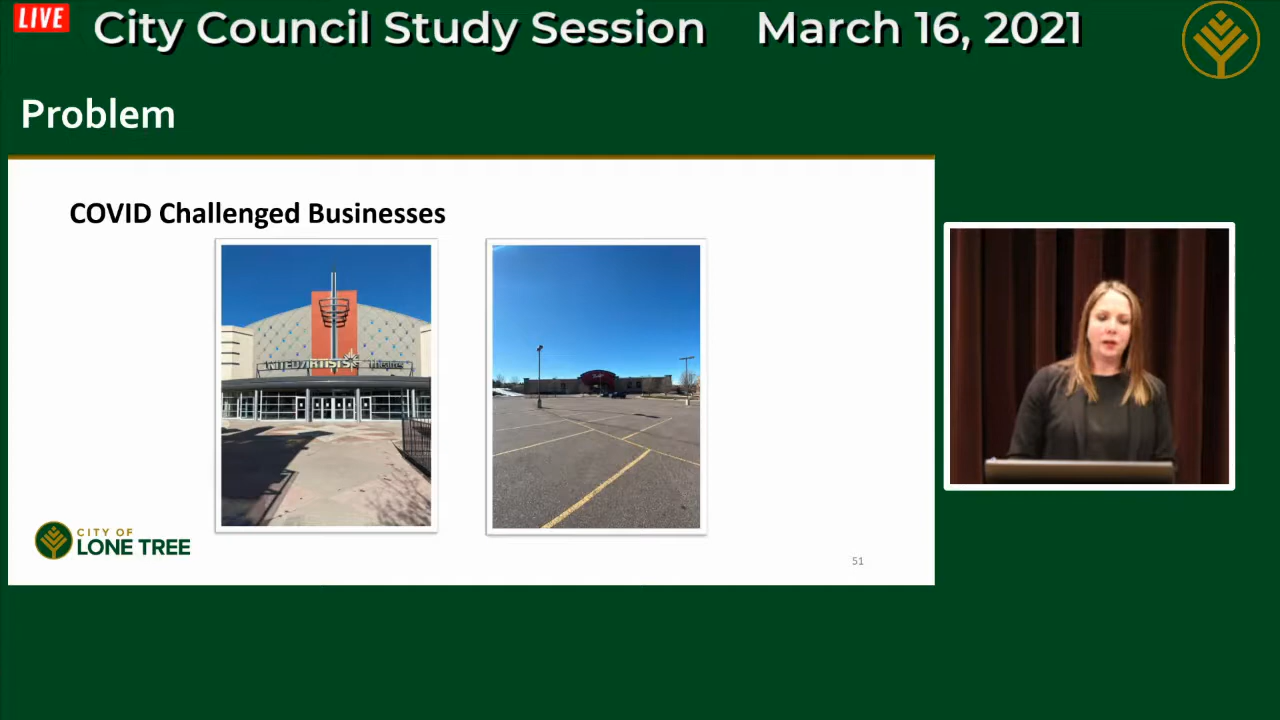 LIVE
City Council Study Session March 16, 2021
Problem
COVID Challenged Businesses
UNITED ARTISTS Theatre
CITY OF
LONE TREE
51